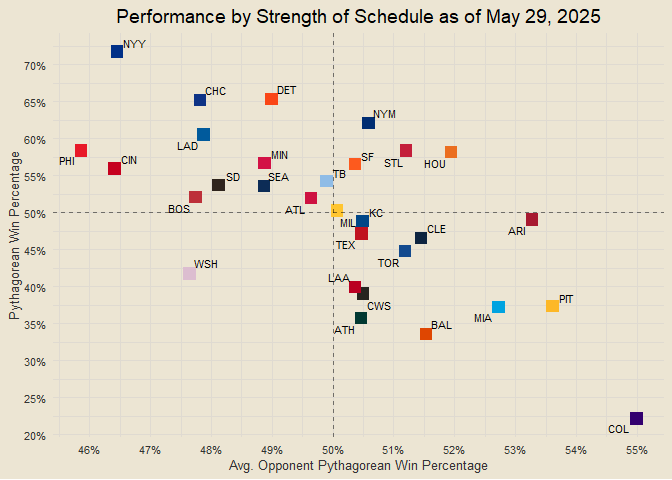 Performance by Strength of Schedule as of May 29, 2025
Pythagorean Win Percentage
70%
65%
60%
55%
50%
45%
40%
35%
30%
25%
20%
NYY
CHC
DET
NYM
LAD
PHI
CIN
MIN
SF
STL
HOU
SD
SEA
TB
BOS
ATL
MIL
KC
ARI
TEX
CLE
TOR
WSH
LAA
CWS
MIA
PIT
ATH
BAL
COL
46%
47%
48%
49%
50%
51%
52%
53%
54%
55%
Avg. Opponent Pythagorean Win Percentage